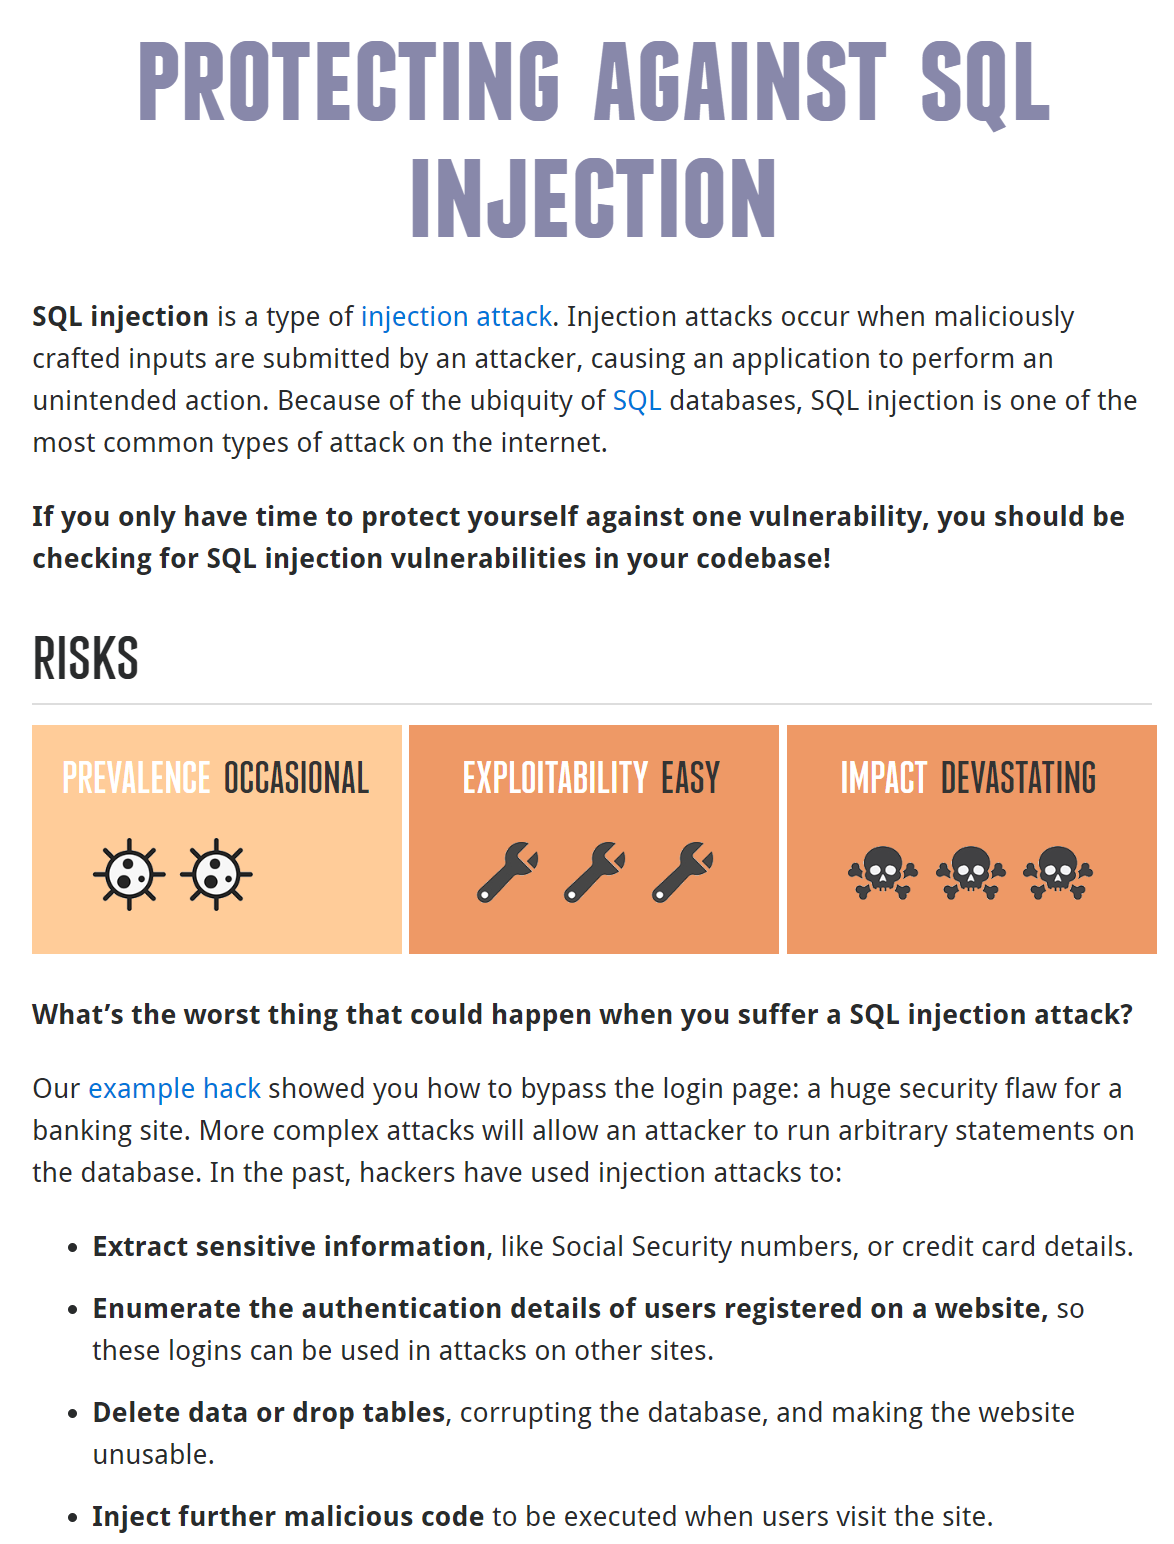 PROTECTING AGAINST SQL
INJECTION
SQL injection is a type of injection attack. Injection attacks occur when maliciously
crafted inputs are submitted by an attacker, causing an application to perform an
unintended action. Because of the ubiquity of SQL databases, SQL injection is one of the
most common types of attack on the internet.
If you only have time to protect yourself against one vulnerability, you should be
checking for SQL injection vulnerabilities in your codebase!
RISKS
PREVALENCE OCCASIONAL
EXPLOITABILITY EASY
IMPACT DEVASTATING
What’s the worst thing that could happen when you suffer a SQL injection attack?
Our example hack showed you how to bypass the login page: a huge security flaw for a
banking site. More complex attacks will allow an attacker to run arbitrary statements on
the database. In the past, hackers have used injection attacks to:
• Extract sensitive information, like Social Security numbers, or credit card details.
• Enumerate the authentication details of users registered on a website, so
these logins can be used in attacks on other sites.
• Delete data or drop tables, corrupting the database, and making the website
unusable.
• Inject further malicious code to be executed when users visit the site.